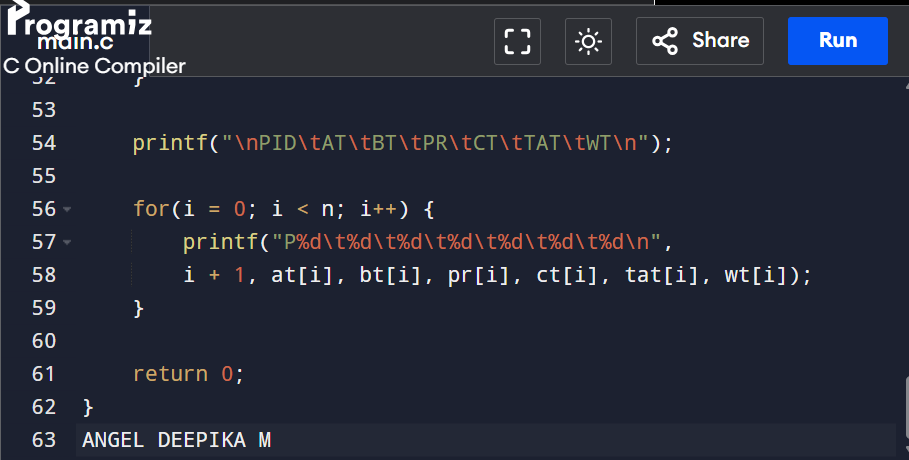 Programiz
main.c
C Online Compiler
Share
Run
52 }
53
54 printf("\nPID\tAT\tBT\tPR\tCT\tTAT\tWT\n");
55
56 for(i = 0; i < n; i++) {
57 printf("P%d\t%d\t%d\t%d\t%d\t%d\t%d\n",
58 i + 1, at[i], bt[i], pr[i], ct[i], tat[i], wt[i]);
59 }
60
61 return 0;
62 }
63 ANGEL DEEPIKA M